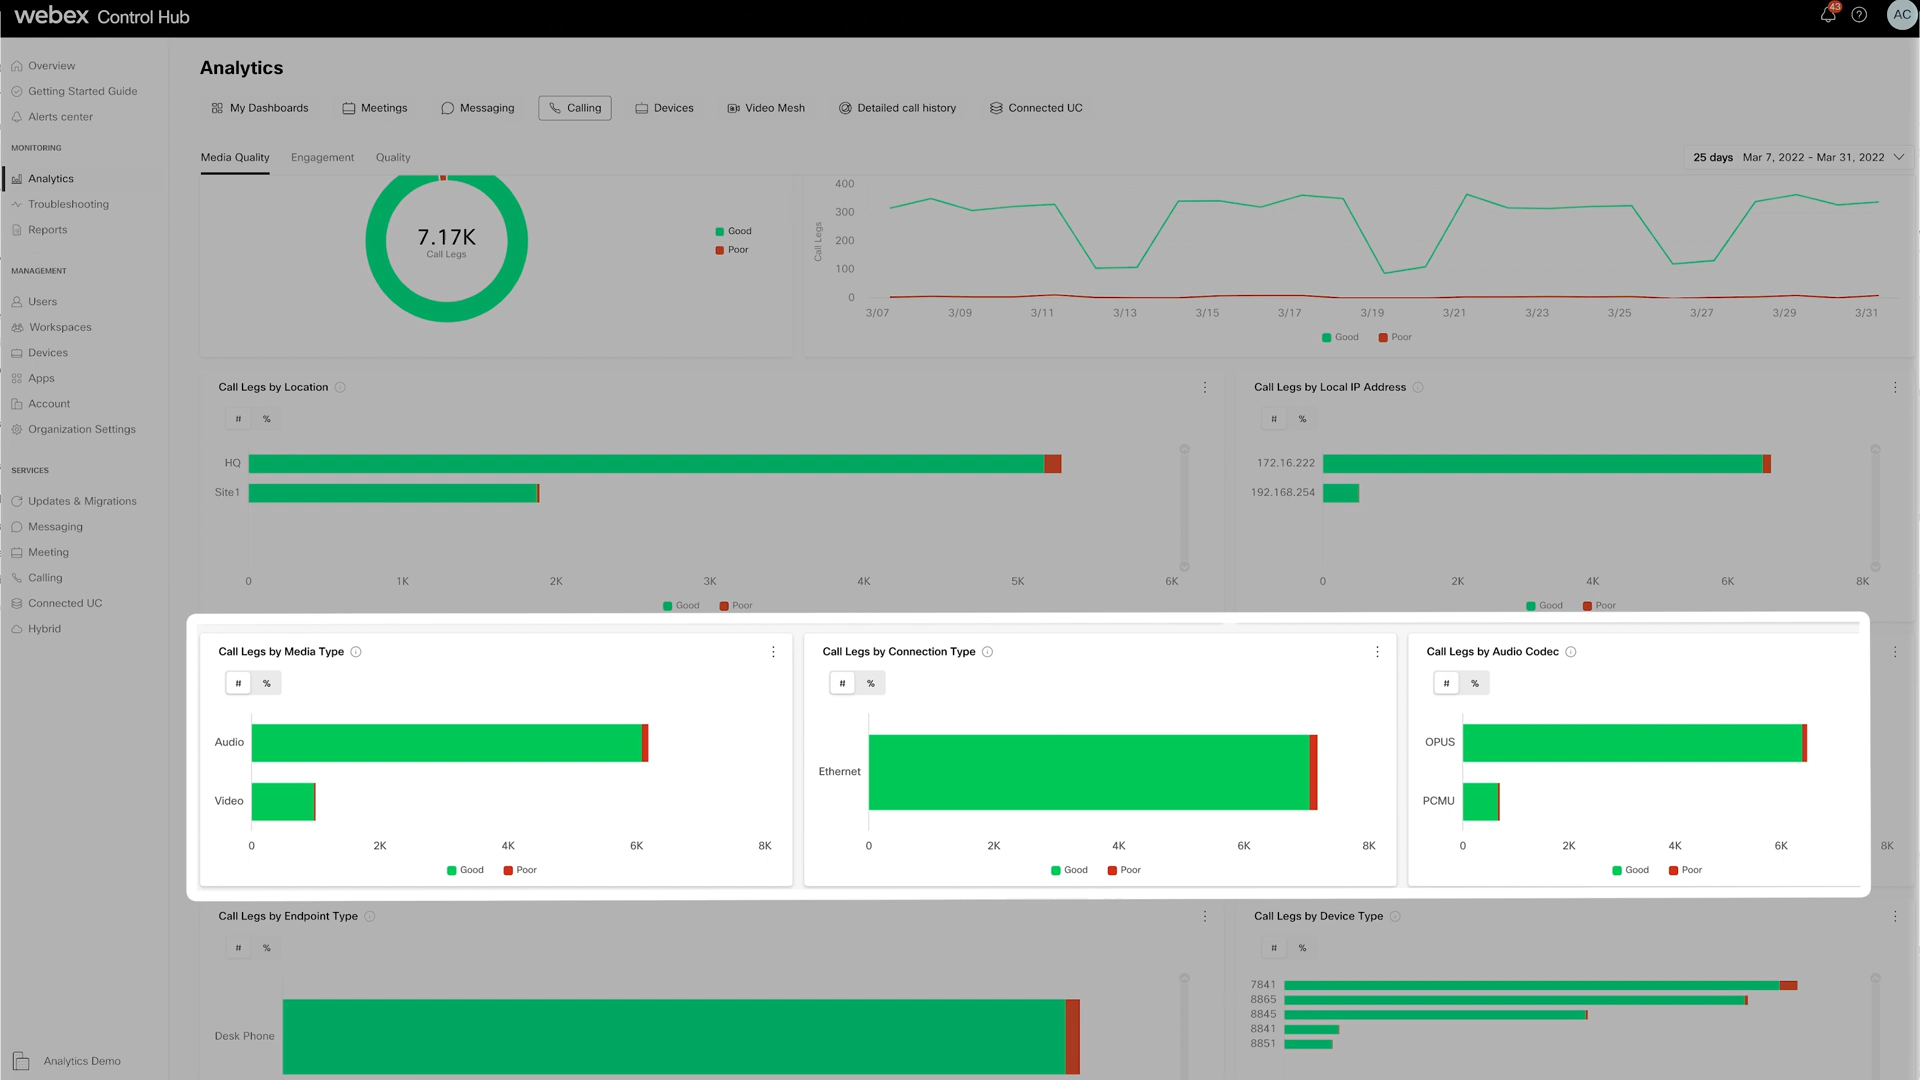 webex Control Hub
43
AC
Overview
Getting Started Guide
Alerts center
MONITORING
Analytics
Troubleshooting
Reports
MANAGEMENT
Users
Workspaces
Devices
Apps
Account
Organization Settings
SERVICES
Updates & Migrations
Messaging
Meeting
Calling
Connected UC
Hybrid
Analytics Demo
Analytics
My Dashboards Meetings Messaging Calling Devices Video Mesh Detailed call history Connected UC
Media Quality Engagement Quality
25 days Mar 7, 2022 - Mar 31, 2022
7.17K
Call Legs
Good
Poor
Call Legs
400
300
200
100
0
3/07 3/09 3/11 3/13 3/15 3/17 3/19 3/21 3/23 3/25 3/27 3/29 3/31
Good Poor
Call Legs by Location
# %
HQ
Site1
0 1K 2K 3K 4K 5K 6K
Good Poor
Call Legs by Local IP Address
# %
172.16.222
192.168.254
0 2K 4K 6K 8K
Good Poor
Call Legs by Media Type
# %
Audio
Video
0 2K 4K 6K 8K
Good Poor
Call Legs by Connection Type
# %
Ethernet
0 2K 4K 6K 8K
Good Poor
Call Legs by Audio Codec
# %
OPUS
PCMU
0 2K 4K 6K 8K
Good Poor
Call Legs by Endpoint Type
# %
Desk Phone
Call Legs by Device Type
# %
7841
8865
8845
8841
8851